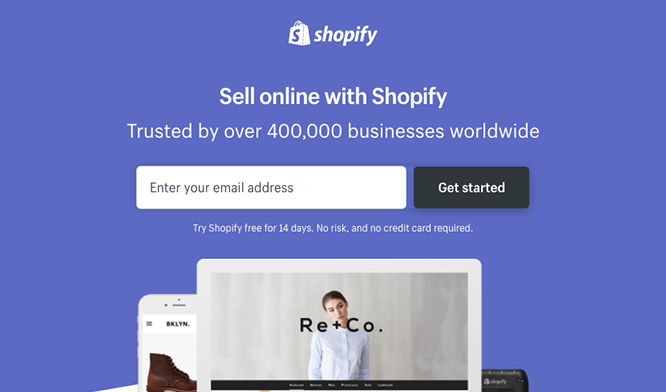 shopify
Sell online with Shopify
Trusted by over 400,000 businesses worldwide
Enter your email address
Get started
Try Shopify free for 14 days. No risk, and no credit card required.
BKLYN.
Re+Co.
shopify